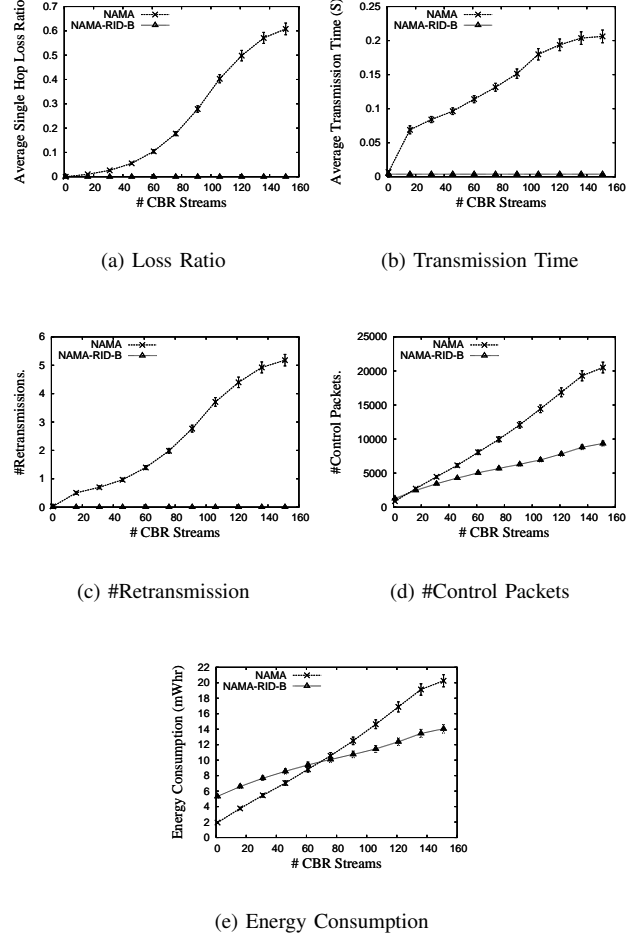 Average Single Hop Loss Ratio
0.7
0.6
0.5
0.4
0.3
0.2
0.1
0
NAMA
NAMA-RID-B
0 20 40 60 80 100 120 140 160
# CBR Streams
(a) Loss Ratio
Average Transmission Time (S)
0.25
0.2
0.15
0.1
0.05
0
NAMA
NAMA-RID-B
0 20 40 60 80 100 120 140 160
# CBR Streams
(b) Transmission Time
#Retransmissions.
6
5
4
3
2
1
0
NAMA
NAMA-RID-B
0 20 40 60 80 100 120 140 160
# CBR Streams
(c) #Retransmission
#Control Packets.
25000
20000
15000
10000
5000
0
NAMA
NAMA-RID-B
0 20 40 60 80 100 120 140 160
# CBR Streams
(d) #Control Packets
Energy Consumption (mWhr)
22
20
18
16
14
12
10
8
6
4
2
0
NAMA
NAMA-RID-B
0 20 40 60 80 100 120 140 160
# CBR Streams
(e) Energy Consumption